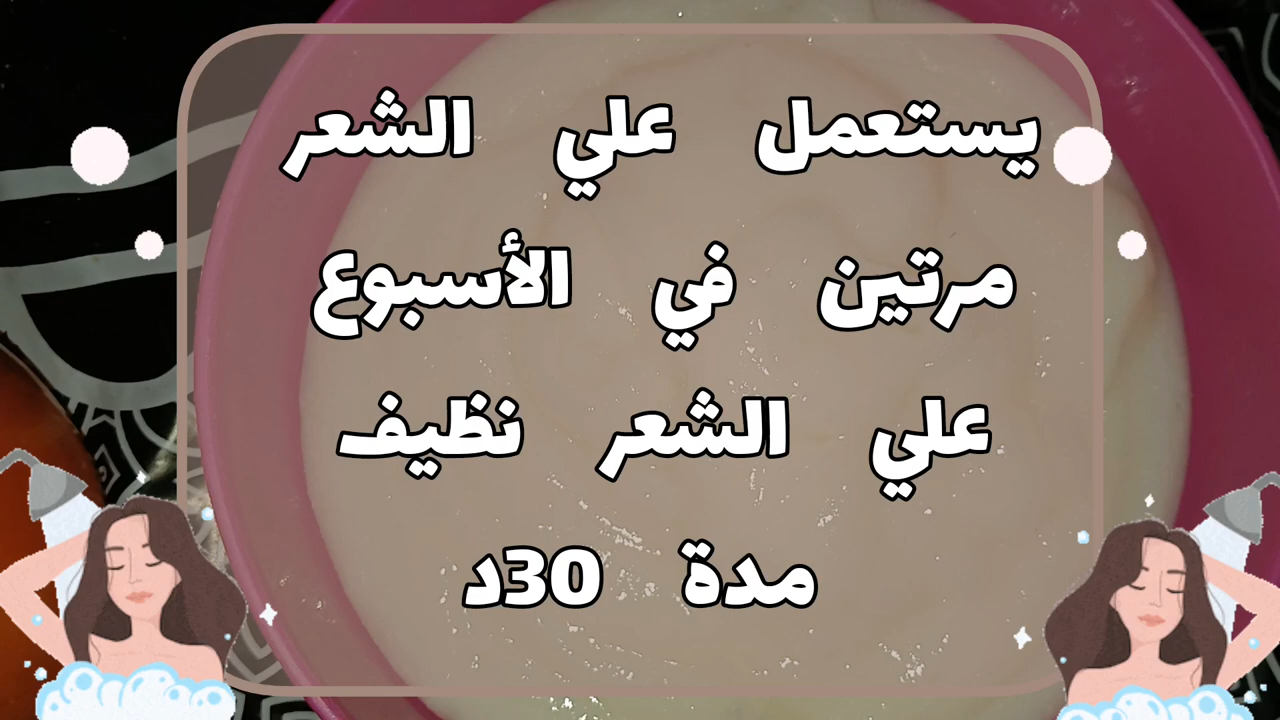 يستعمل علي الشعر
مرتين في الأسبوع
علي الشعر نظيف
مدة 30د